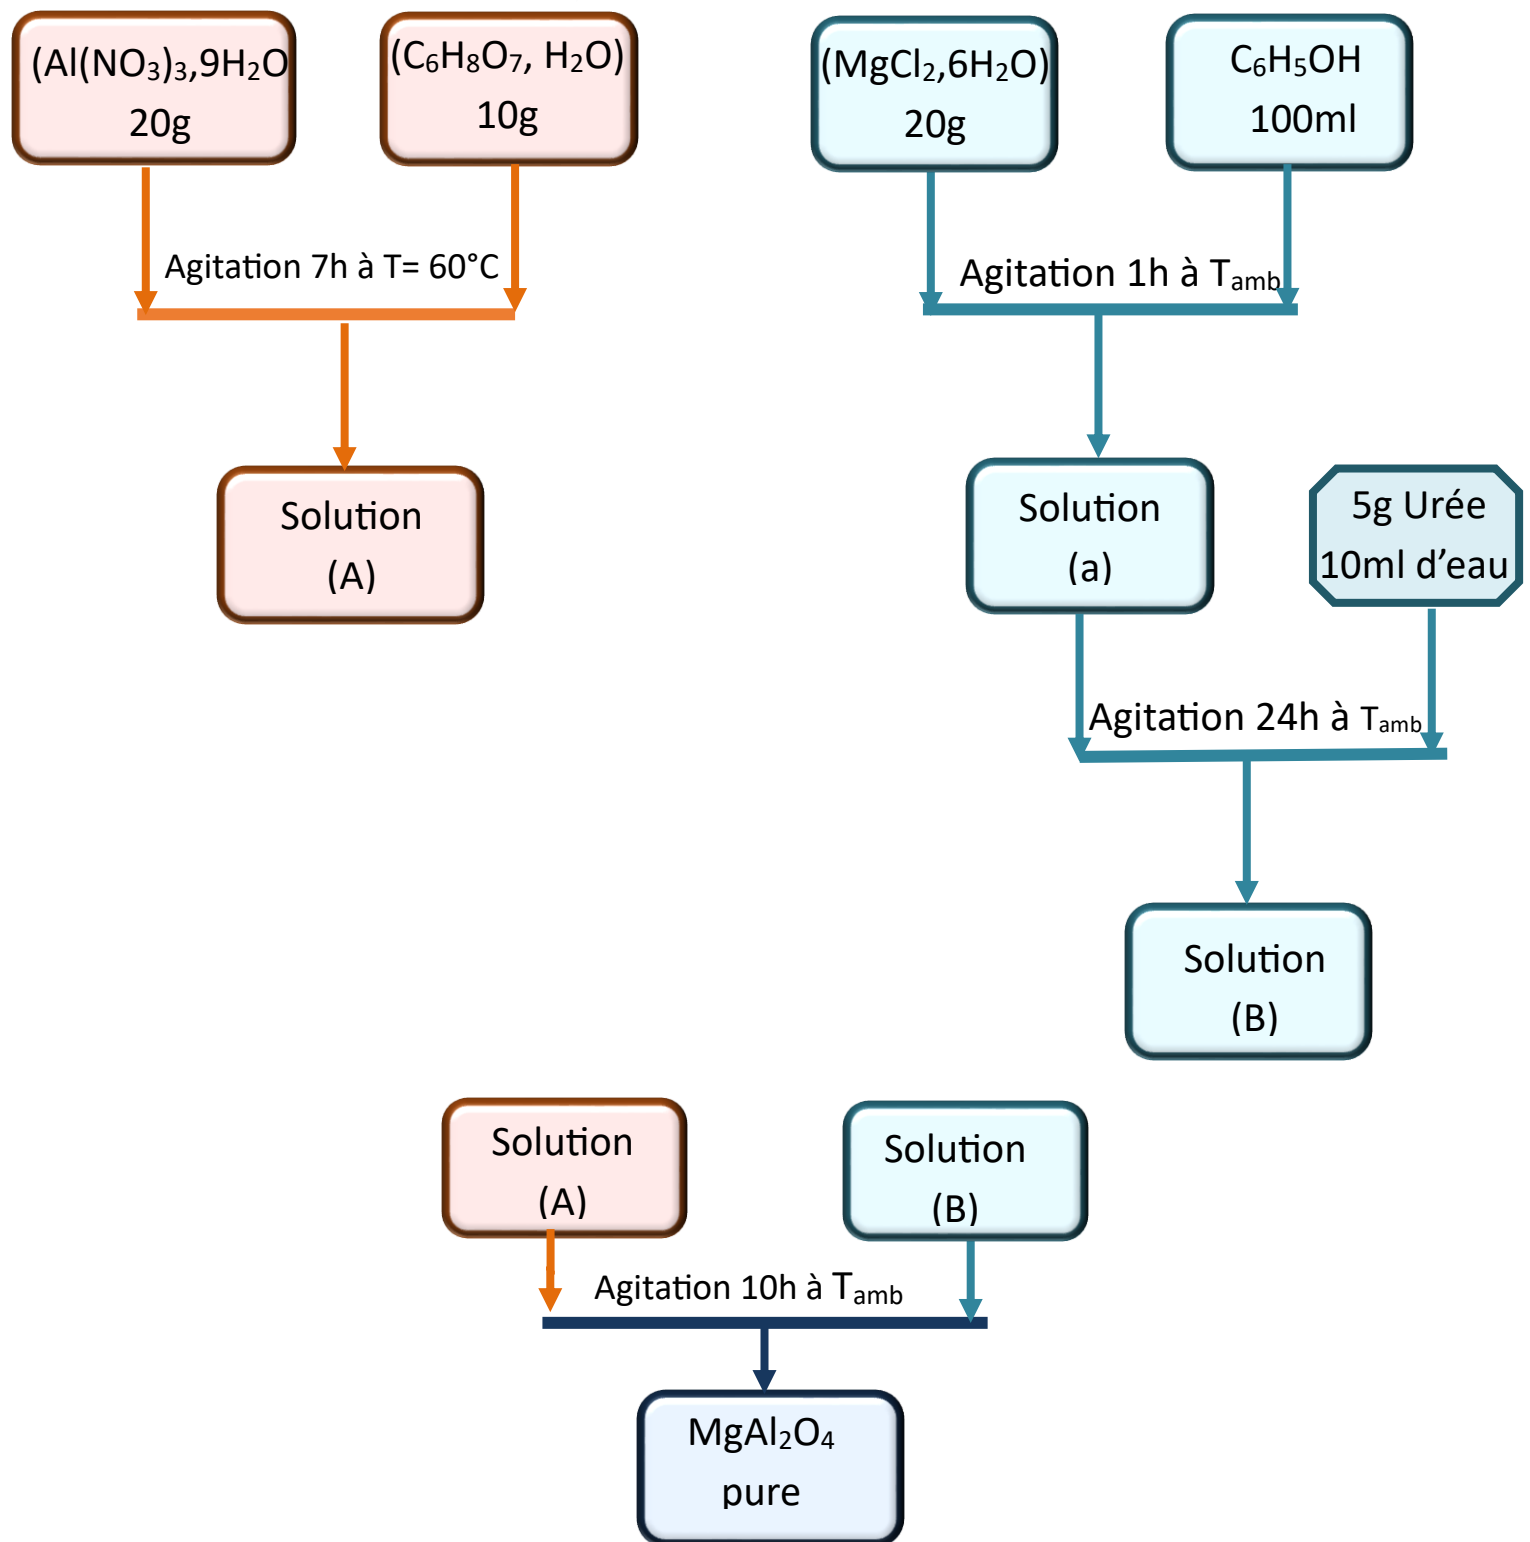 (Al(NO₃)₃,9H₂O
20g
(C₆H₈O₇, H₂O)
10g
(MgCl₂,6H₂O)
20g
C₆H₅OH
100ml
Agitation 7h à T= 60°C
Agitation 1h à Tₐₘb
Solution
(A)
Solution
(a)
5g Urée
10ml d’eau
Agitation 24h à Tₐₘb
Solution
(B)
Solution
(A)
Solution
(B)
Agitation 10h à Tₐₘb
MgAl₂O₄
pure